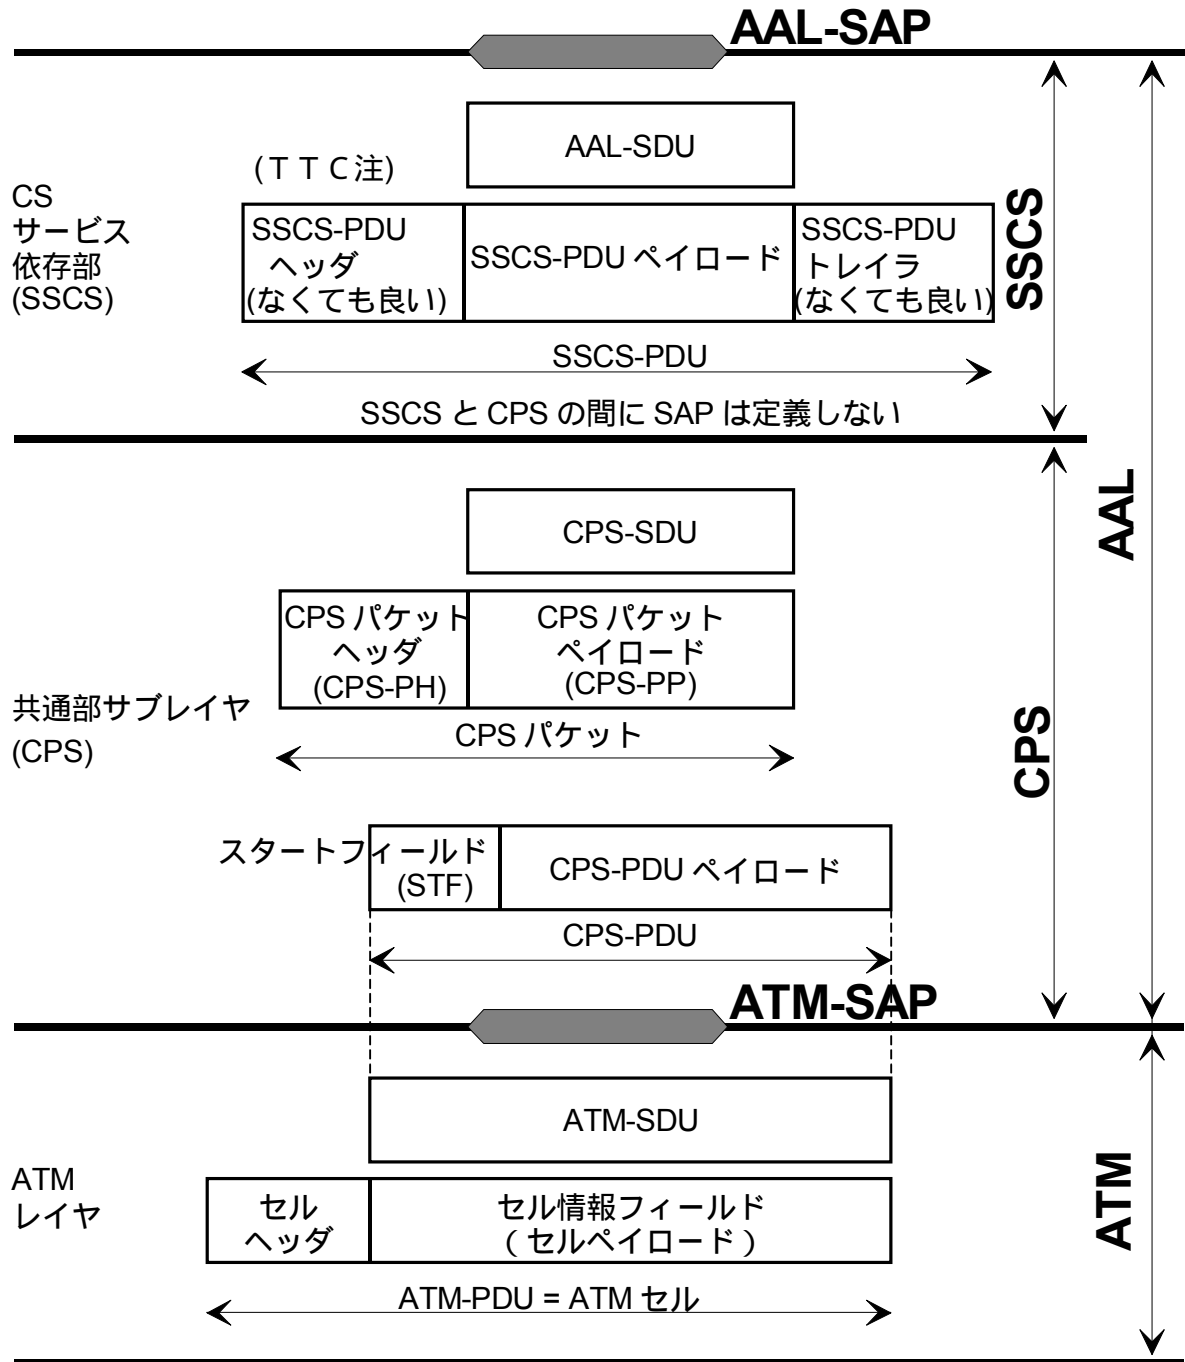 AAL-SAP
AAL-SDU
(ＴＴＣ注)
CS
サービス
依存部
(SSCS)
SSCS-PDU
ヘッダ
(なくても良い)
SSCS-PDU ペイロード
SSCS-PDU
トレイラ
(なくても良い)
SSCS
SSCS-PDU
SSCS と CPS の間に SAP は定義しない
AAL
CPS-SDU
CPS パケット
ヘッダ
(CPS-PH)
CPS パケット
ペイロード
(CPS-PP)
共通部サブレイヤ
(CPS)
CPS パケット
CPS
スタートフィールド
(STF)
CPS-PDU ペイロード
CPS-PDU
ATM-SAP
ATM-SDU
ATM
レイヤ
セル
ヘッダ
セル情報フィールド
（セルペイロード）
ATM
ATM-PDU = ATM セル